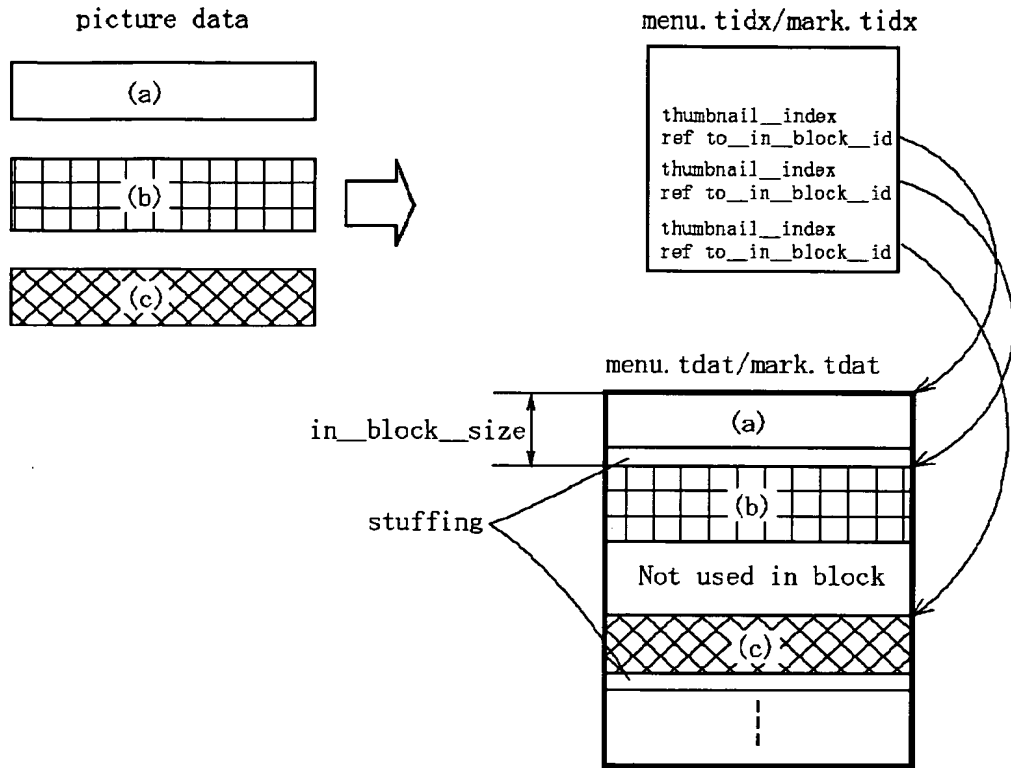 picture data
(a)
(b)
(c)
menu.tidx/mark.tidx
thumbnail__index
ref to__in__block__id
thumbnail__index
ref to__in__block__id
thumbnail__index
ref to__in__block__id
menu.tdat/mark.tdat
in__block__size
(a)
stuffing
(b)
Not used in block
(c)